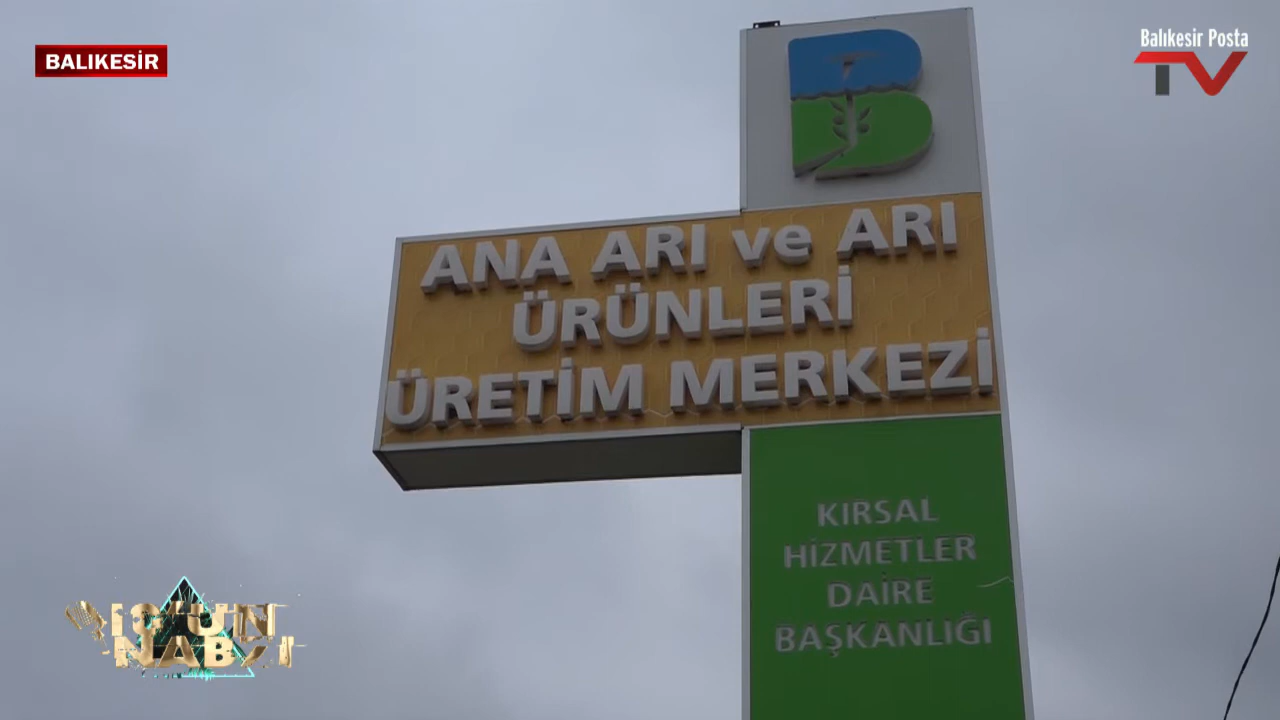 BALIKESİR
Balıkesir Posta
TV
ANA ARI ve ARI
ÜRÜNLERİ
ÜRETİM MERKEZİ
KIRSAL
HİZMETLER
DAİRE
BAŞKANLIĞI